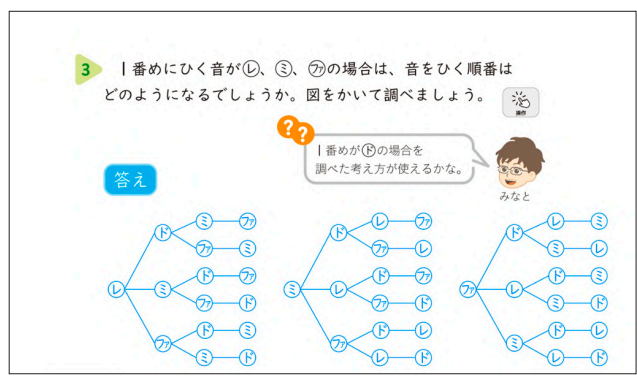 3 1番めにひく音がレ、ミ、ファの場合は、音をひく順番は
どのようになるでしょうか。図をかいて調べましょう。
操作
??
1番めがドの場合を
調べた考え方が使えるかな。
みなと
答え
レ
ド ミ ファ
ファ ミ
ミ ド ファ
ファ ド
ファ ド ミ
ミ ド
ミ
ド レ ファ
ファ レ
レ ド ファ
ファ ド
ファ ド レ
レ ド
ファ
ド レ ミ
ミ レ
レ ド ミ
ミ ド
ミ ド レ
レ ド